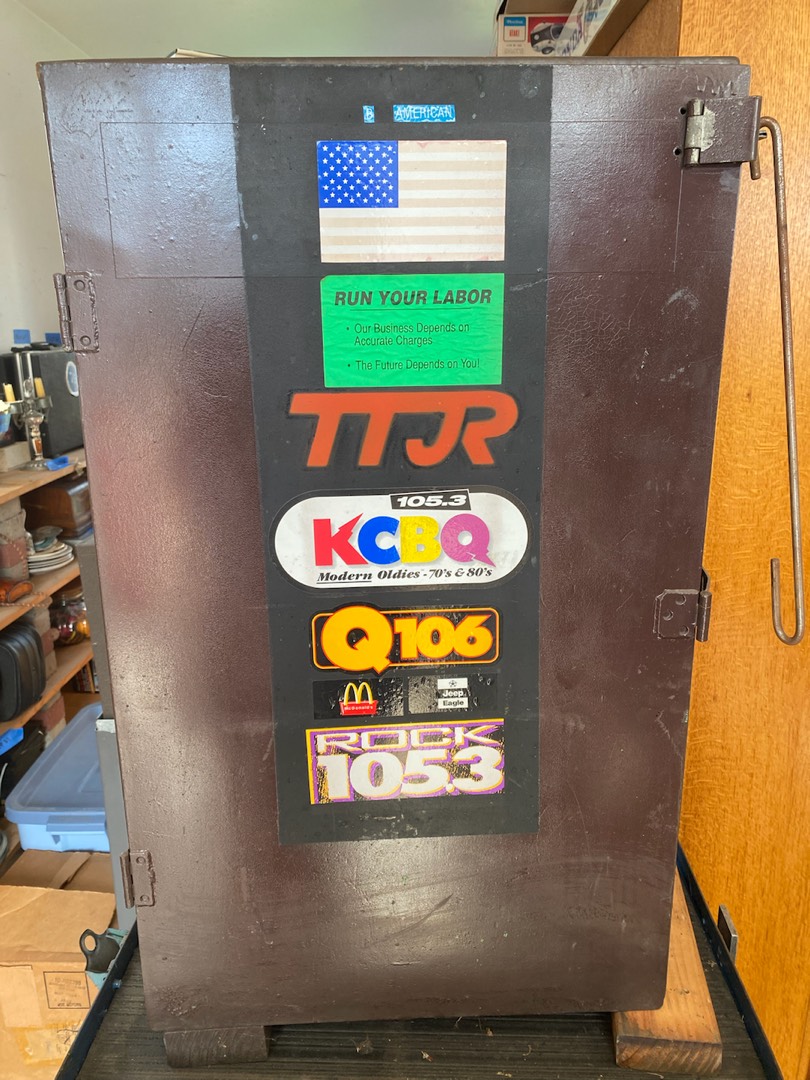 B AMERICAN
RUN YOUR LABOR
• Our Business Depends on
Accurate Charges
• The Future Depends on You!
TTJR
105.3
KCBQ
Modern Oldies - 70's & 80's
Q106
McDonald's
Jeep
Eagle
ROCK
105.3